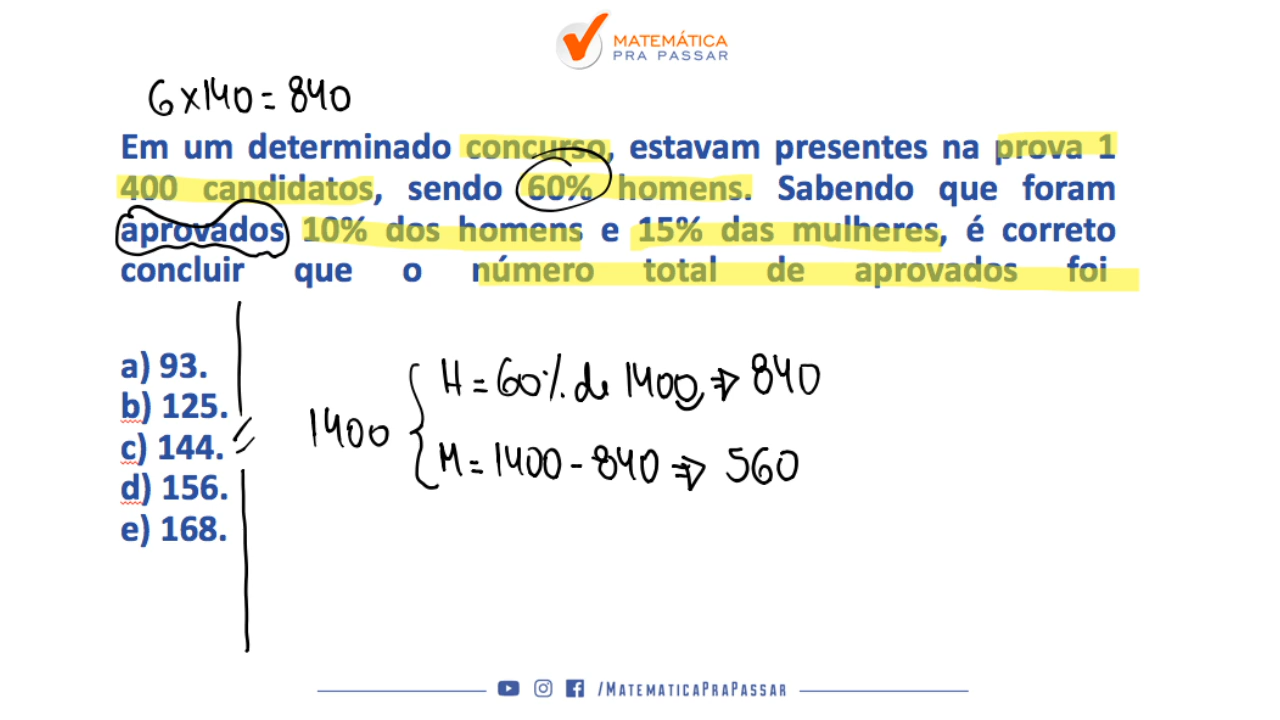 MATEMÁTICA
PRA PASSAR
6 x 140 = 840
Em um determinado concurso, estavam presentes na prova 1
400 candidatos, sendo 60% homens. Sabendo que foram
aprovados 10% dos homens e 15% das mulheres, é correto
concluir que o número total de aprovados foi
a) 93.
b) 125.
c) 144.
d) 156.
e) 168.
1400
H = 60% de 1400 ⇒ 840
M = 1400 - 840 ⇒ 560
/MATEMATICAPRAPASSAR